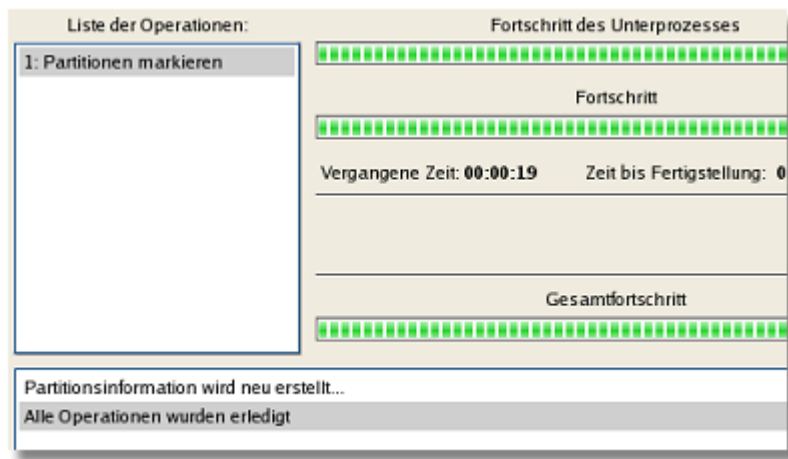 Liste der Operationen:
1: Partitionen markieren
Fortschritt des Unterprozesses
Fortschritt
Vergangene Zeit: 00:00:19 Zeit bis Fertigstellung: 0
Gesamtfortschritt
Partitionsinformation wird neu erstellt...
Alle Operationen wurden erledigt